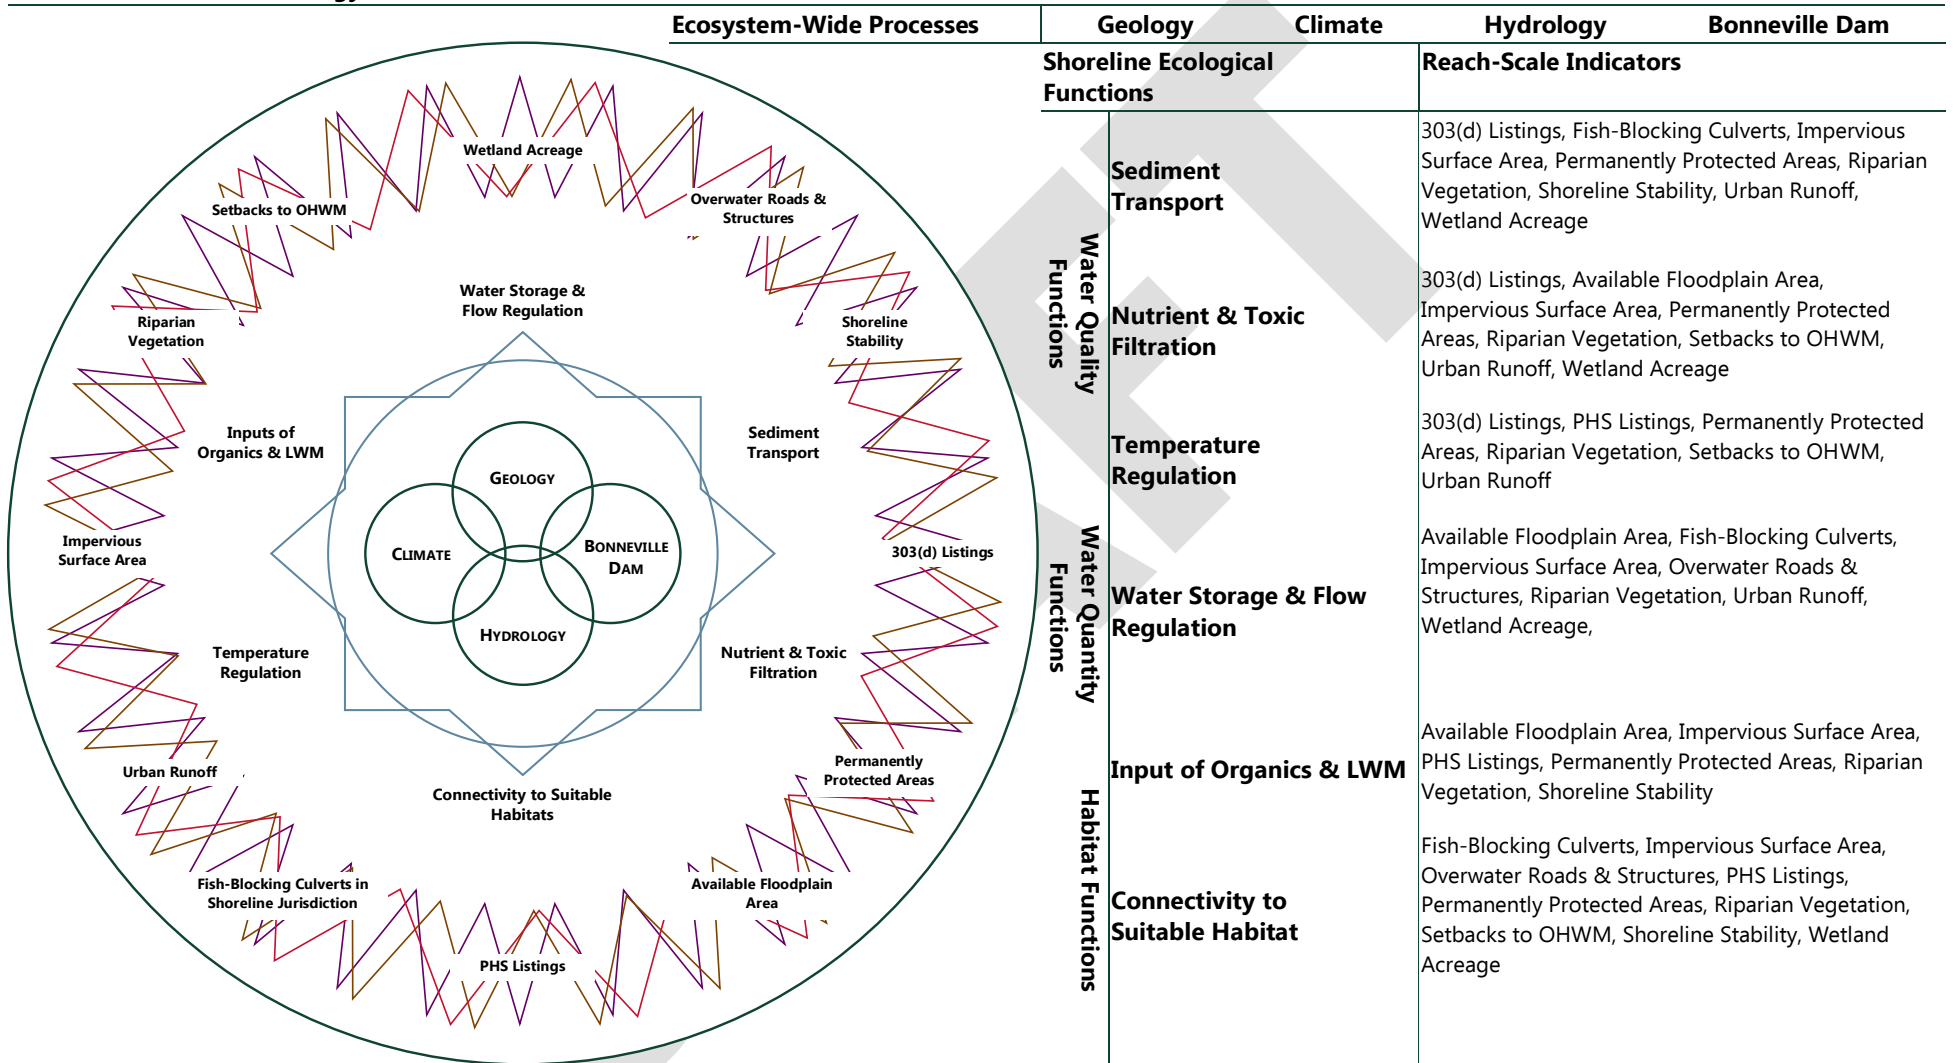 Ecosystem-Wide Processes
Geology
Climate
Hydrology
Bonneville Dam
Shoreline Ecological
Functions
Reach-Scale Indicators
Water Quality
Functions
Sediment
Transport
303(d) Listings, Fish-Blocking Culverts, Impervious
Surface Area, Permanently Protected Areas, Riparian
Vegetation, Shoreline Stability, Urban Runoff,
Wetland Acreage
Nutrient & Toxic
Filtration
303(d) Listings, Available Floodplain Area,
Impervious Surface Area, Permanently Protected
Areas, Riparian Vegetation, Setbacks to OHWM,
Urban Runoff, Wetland Acreage
Temperature
Regulation
303(d) Listings, PHS Listings, Permanently Protected
Areas, Riparian Vegetation, Setbacks to OHWM,
Urban Runoff
Water Quantity
Functions
Water Storage & Flow
Regulation
Available Floodplain Area, Fish-Blocking Culverts,
Impervious Surface Area, Overwater Roads &
Structures, Riparian Vegetation, Urban Runoff,
Wetland Acreage,
Habitat Functions
Input of Organics & LWM
Available Floodplain Area, Impervious Surface Area,
PHS Listings, Permanently Protected Areas, Riparian
Vegetation, Shoreline Stability
Connectivity to
Suitable Habitat
Fish-Blocking Culverts, Impervious Surface Area,
Overwater Roads & Structures, PHS Listings,
Permanently Protected Areas, Riparian Vegetation,
Setbacks to OHWM, Shoreline Stability, Wetland
Acreage
Wetland Acreage
Overwater Roads &
Structures
Setbacks to OHWM
Riparian
Vegetation
Shoreline
Stability
Water Storage &
Flow Regulation
Inputs of
Organics & LWM
Sediment
Transport
GEOLOGY
CLIMATE
BONNEVILLE
DAM
HYDROLOGY
Impervious
Surface Area
303(d) Listings
Temperature
Regulation
Nutrient & Toxic
Filtration
Urban Runoff
Permanently
Protected Areas
Connectivity to Suitable
Habitats
Fish-Blocking Culverts in
Shoreline Jurisdiction
Available Floodplain
Area
PHS Listings